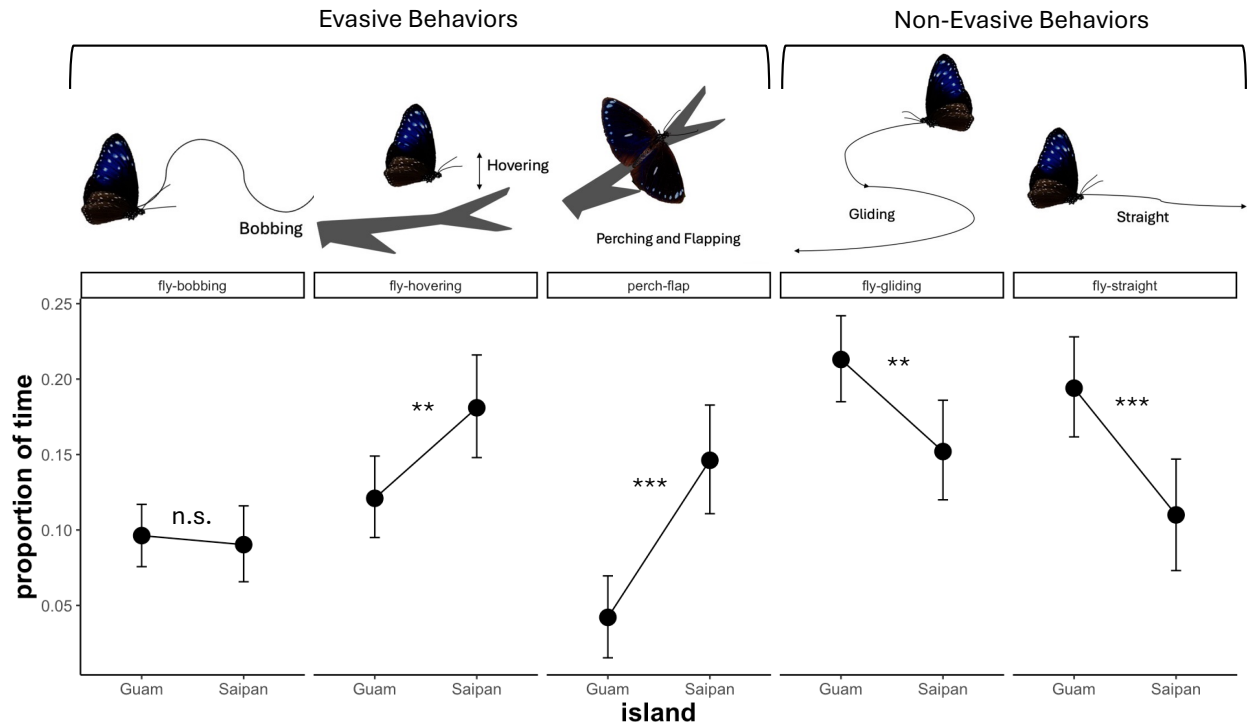 Evasive Behaviors
Non-Evasive Behaviors
Bobbing
Hovering
Perching and Flapping
Gliding
Straight
fly-bobbing
fly-hovering
perch-flap
fly-gliding
fly-straight
proportion of time
0.25
0.20
0.15
0.10
0.05
n.s.
**
***
**
***
Guam Saipan Guam Saipan Guam Saipan Guam Saipan Guam Saipan
island